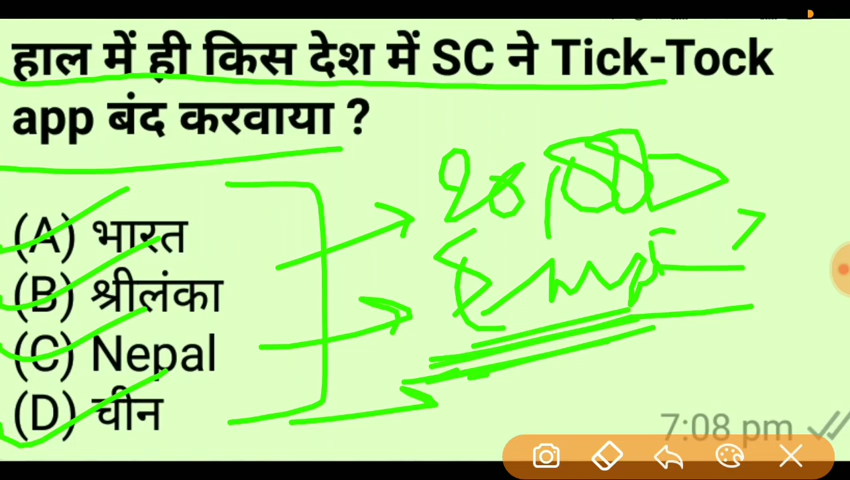 हाल में ही किस देश में SC ने Tick-Tock
app बंद करवाया ?
(A) भारत
(B) श्रीलंका
(C) Nepal
(D) चीन
7:08 pm